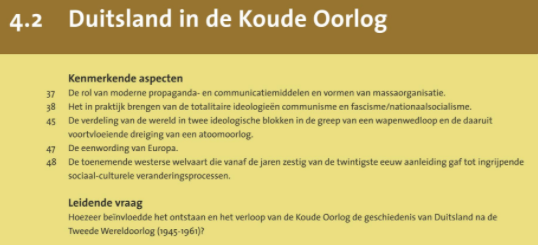 4.2 Duitsland in de Koude Oorlog
Kenmerkende aspecten
37 De rol van moderne propaganda- en communicatiemiddelen en vormen van massaorganisatie.
38 Het in praktijk brengen van de totalitaire ideologieën communisme en fascisme/nationaalsocialisme.
45 De verdeling van de wereld in twee ideologische blokken in de greep van een wapenwedloop en de daaruit
voortvloeiende dreiging van een atoomoorlog.
47 De eenwording van Europa.
48 De toenemende westerse welvaart die vanaf de jaren zestig van de twintigste eeuw aanleiding gaf tot ingrijpende
sociaal-culturele veranderingsprocessen.
Leidende vraag
Hoezeer beïnvloedde het ontstaan en het verloop van de Koude Oorlog de geschiedenis van Duitsland na de
Tweede Wereldoorlog (1945-1961)?